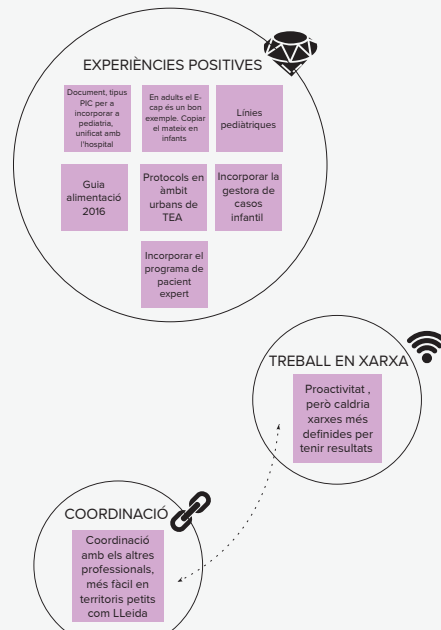 EXPERIÈNCIES POSITIVES
Document, tipus
PIC per a
incorporar a
pediatria,
unificat amb
l'hospital
En adults el E-
cap és un bon
exemple. Copiar
el mateix en
infants
Línies
pediàtriques
Guia
alimentació
2016
Protocols en
àmbit
urbans de
TEA
Incorporar la
gestora de
casos
infantil
Incorporar el
programa de
pacient
expert
TREBALL EN XARXA
Proactivitat ,
però caldria
xarxes més
definides per
tenir resultats
COORDINACIÓ
Coordinació
amb els altres
professionals,
més fàcil en
territoris petits
com LLeida